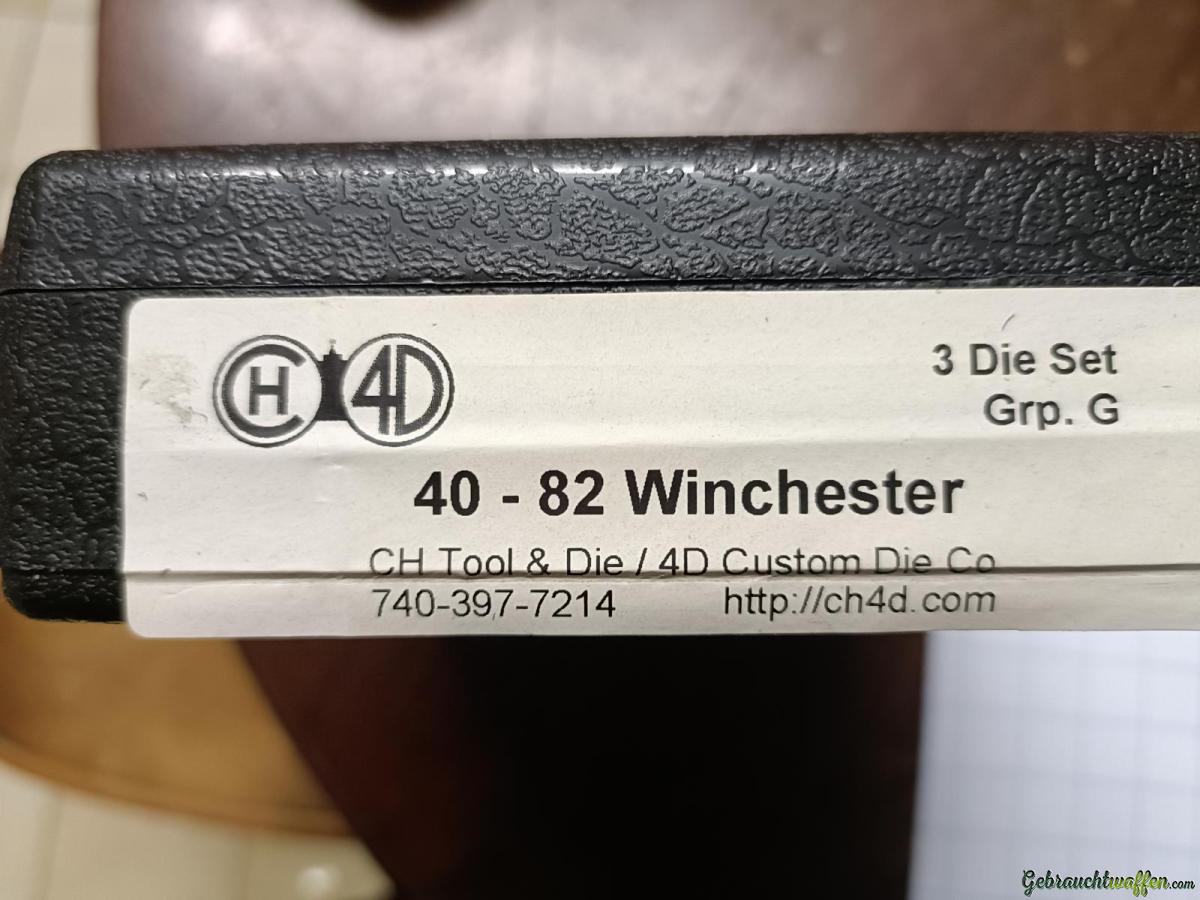 CH 4D
3 Die Set
Grp. G
40 - 82 Winchester
CH Tool & Die / 4D Custom Die Co
740-397-7214 http://ch4d.com
Gebrauchtwaffen.com